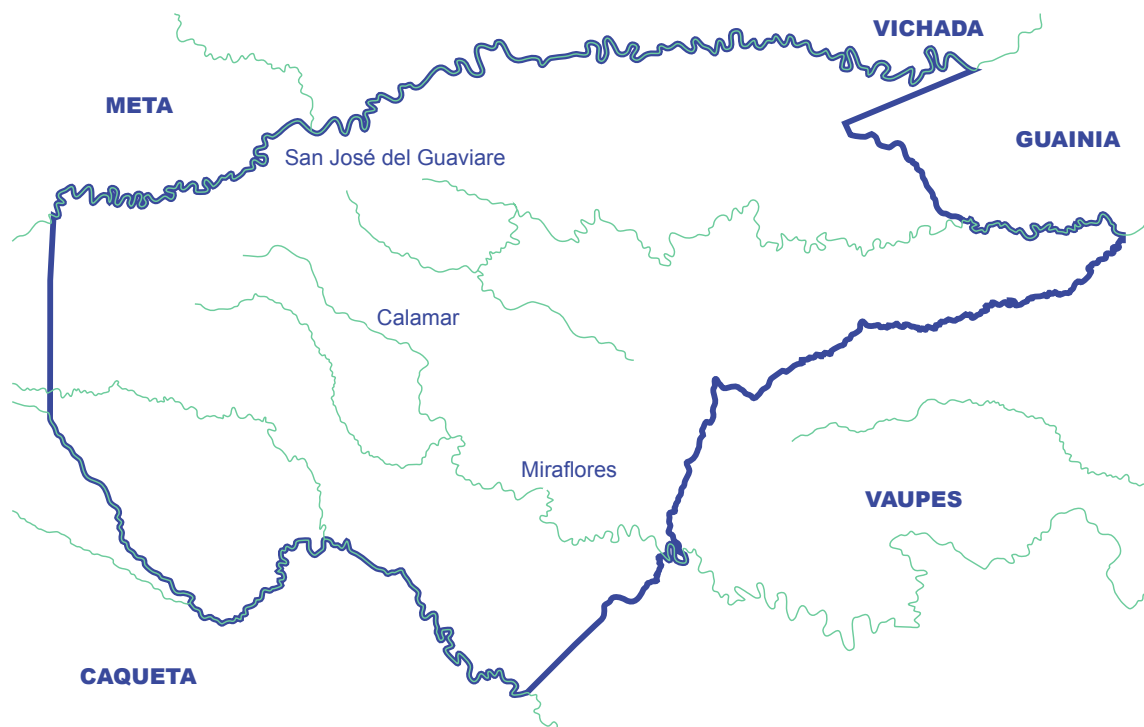 VICHADA
META
GUAINIA
San José del Guaviare
Calamar
Miraflores
VAUPES
CAQUETA